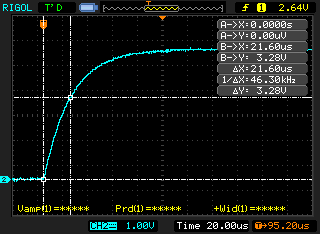 RIGOL T'D f 1 2.64V
A->X:0.0000s
A->Y:0.00uV
B->X:21.60us
B->Y: 3.28V
ΔX:21.60us
1/ΔX:46.30kHz
ΔY: 3.28V
T
2
Vamp(1)=***** Prd(1)=***** +Wid(1)=*****
CH2 1.00V Time 20.00us T→95.20us